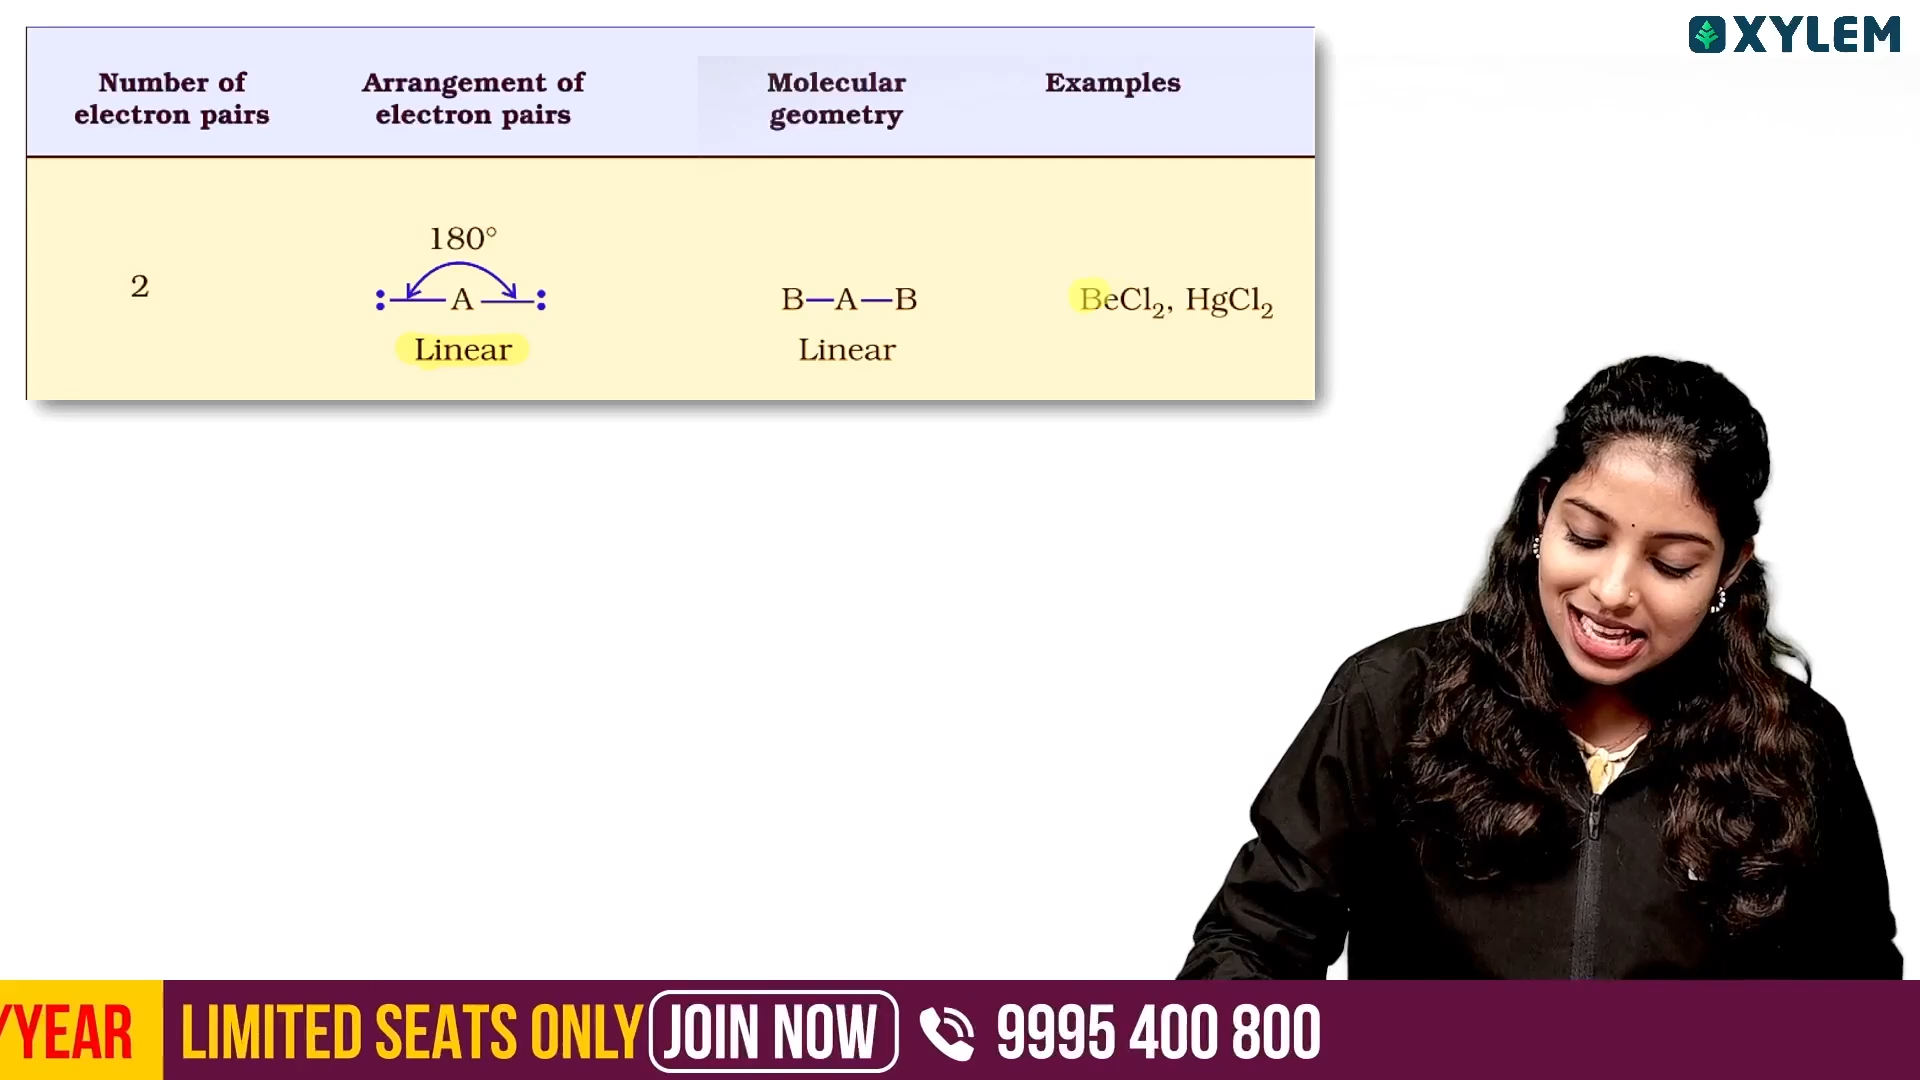 XYLEM
Number of electron pairs
Arrangement of electron pairs
Molecular geometry
Examples
2
180°
: — A — :
Linear
B—A—B
Linear
BeCl₂, HgCl₂
/YEAR
LIMITED SEATS ONLY
JOIN NOW
9995 400 800